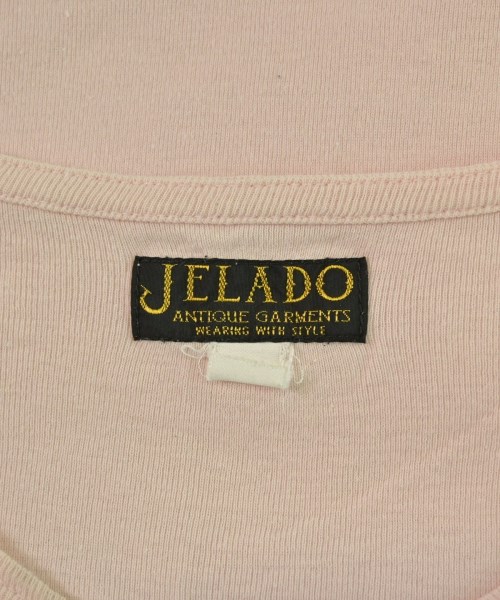 JELADO
ANTIQUE GARMENTS
WEARING WITH STYLE